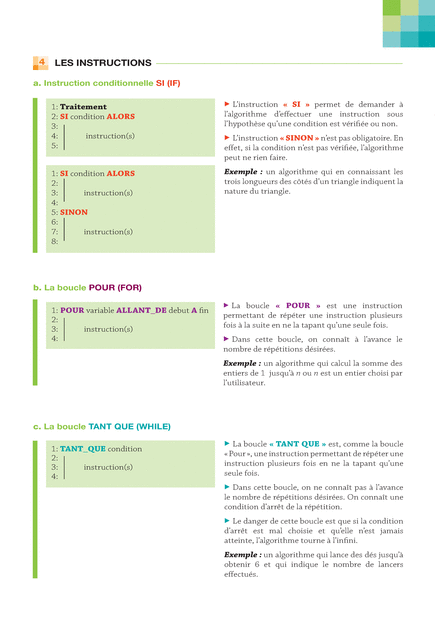 4 LES INSTRUCTIONS
a. Instruction conditionnelle SI (IF)
1: Traitement
2: SI condition ALORS
3:
4: instruction(s)
5:
1: SI condition ALORS
2:
3: instruction(s)
4:
5: SINON
6:
7: instruction(s)
8:
► L'instruction « SI » permet de demander à
l'algorithme d'effectuer une instruction sous
l'hypothèse qu'une condition est vérifiée ou non.
► L'instruction « SINON » n'est pas obligatoire. En
effet, si la condition n'est pas vérifiée, l'algorithme
peut ne rien faire.
Exemple : un algorithme qui en connaissant les
trois longueurs des côtés d'un triangle indiquent la
nature du triangle.
b. La boucle POUR (FOR)
1: POUR variable ALLANT_DE debut A fin
2:
3: instruction(s)
4:
► La boucle « POUR » est une instruction
permettant de répéter une instruction plusieurs
fois à la suite en ne la tapant qu'une seule fois.
► Dans cette boucle, on connaît à l'avance le
nombre de répétitions désirées.
Exemple : un algorithme qui calcul la somme des
entiers de 1 jusqu'à n ou n est un entier choisi par
l'utilisateur.
c. La boucle TANT QUE (WHILE)
1: TANT_QUE condition
2:
3: instruction(s)
4:
► La boucle « TANT QUE » est, comme la boucle
« Pour », une instruction permettant de répéter une
instruction plusieurs fois en ne la tapant qu'une
seule fois.
► Dans cette boucle, on ne connaît pas à l'avance
le nombre de répétitions désirées. On connaît une
condition d'arrêt de la répétition.
► Le danger de cette boucle est que si la condition
d'arrêt est mal choisie et qu'elle n'est jamais
atteinte, l'algorithme tourne à l'infini.
Exemple : un algorithme qui lance des dés jusqu'à
obtenir 6 et qui indique le nombre de lancers
effectués.